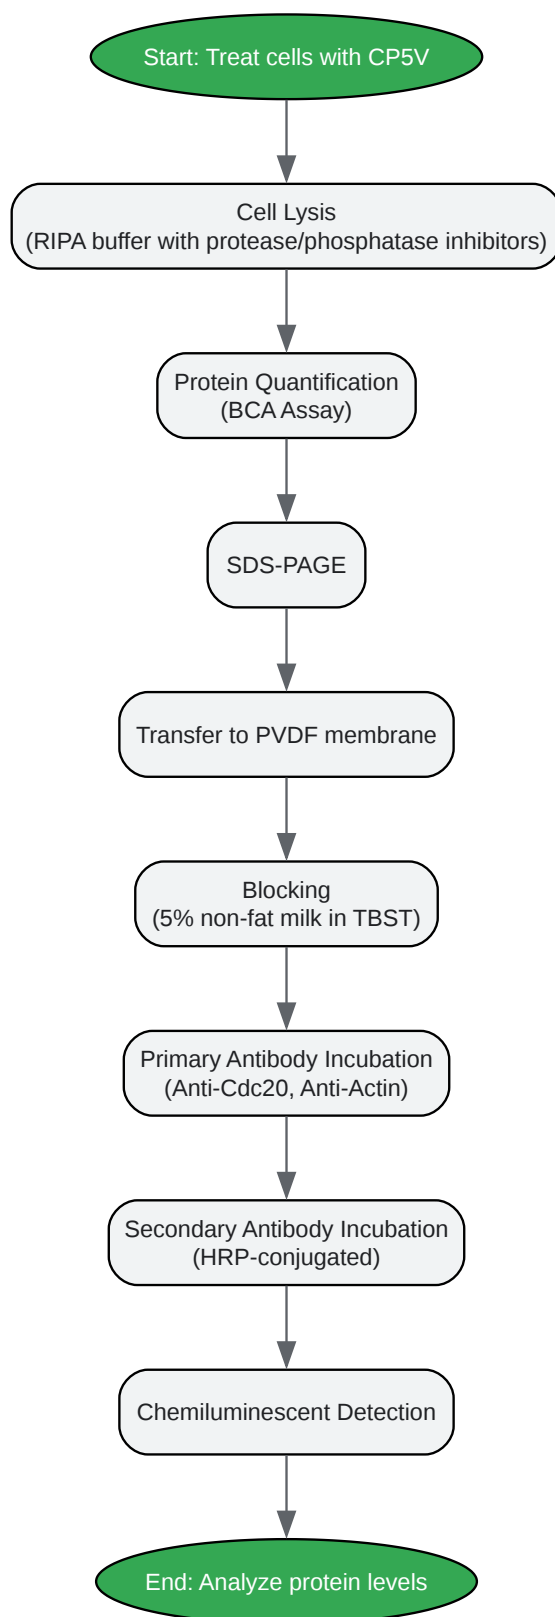 Start: Treat cells with CP5V
Cell Lysis
(RIPA buffer with protease/phosphatase inhibitors)
Protein Quantification
(BCA Assay)
SDS-PAGE
Transfer to PVDF membrane
Blocking
(5% non-fat milk in TBST)
Primary Antibody Incubation
(Anti-Cdc20, Anti-Actin)
Secondary Antibody Incubation
(HRP-conjugated)
Chemiluminescent Detection
End: Analyze protein levels